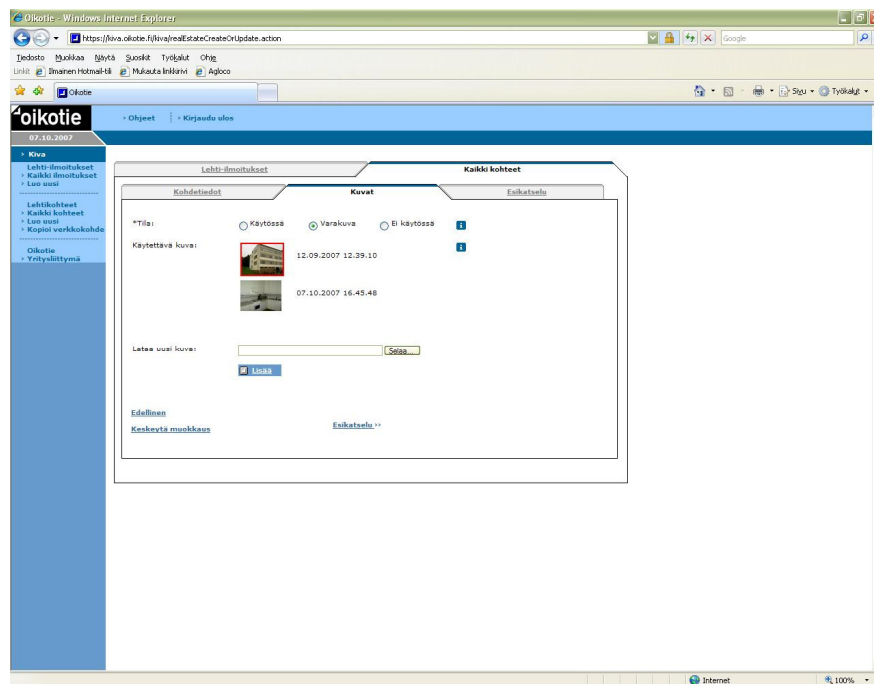 Oikotie - Windows Internet Explorer
https://kiva.oikotie.fi/kiva/realEstateCreateOrUpdate.action
Google
Tiedosto Muokkaa Näytä Suosikit Työkalut Ohje
Linkit Ilmainen Hotmail-tili Mukauta linkkirivi Agloco
Oikotie
Sivu Työkalut
oikotie
› Ohjeet › Kirjaudu ulos
07.10.2007
› Kiva
Lehti-ilmoitukset
› Kaikki ilmoitukset
› Luo uusi
Lehtikohteet
› Kaikki kohteet
› Luo uusi
› Kopioi verkkokohde
Oikotie
› Yritysliittymä
Lehti-ilmoitukset Kaikki kohteet
Kohdetiedot Kuvat Esikatselu
*Tila: Käytössä Varakuva Ei käytössä i
Käytettävä kuva: i
12.09.2007 12.39.10
07.10.2007 16.45.48
Lataa uusi kuva: Selaa...
Lisää
Edellinen
Esikatselu ››
Keskeytä muokkaus
Internet 100%